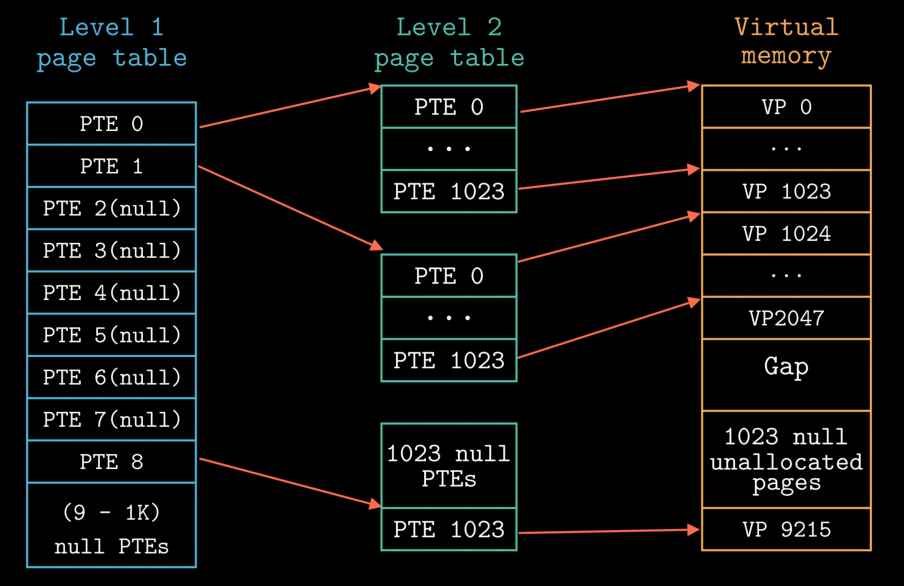 Level 1
page table
PTE 0
PTE 1
PTE 2(null)
PTE 3(null)
PTE 4(null)
PTE 5(null)
PTE 6(null)
PTE 7(null)
PTE 8
(9 - 1K)
null PTEs
Level 2
page table
PTE 0
...
PTE 1023
PTE 0
...
PTE 1023
1023 null
PTEs
PTE 1023
Virtual
memory
VP 0
...
VP 1023
VP 1024
...
VP2047
Gap
1023 null
unallocated
pages
VP 9215